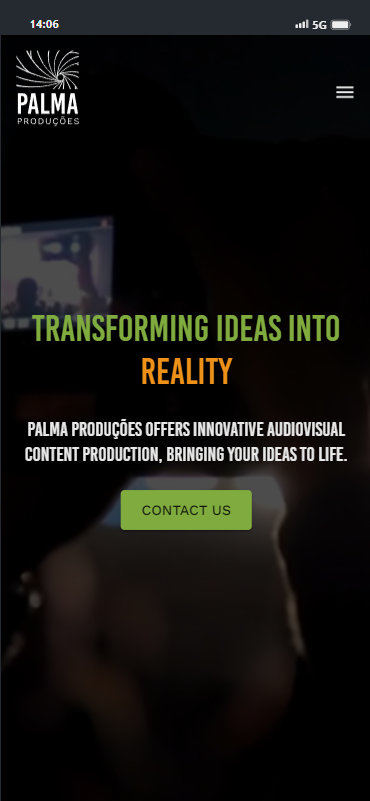 14:06
5G
PALMA
PRODUÇÕES
TRANSFORMING IDEAS INTO
REALITY
PALMA PRODUÇÕES OFFERS INNOVATIVE AUDIOVISUAL
CONTENT PRODUCTION, BRINGING YOUR IDEAS TO LIFE.
CONTACT US